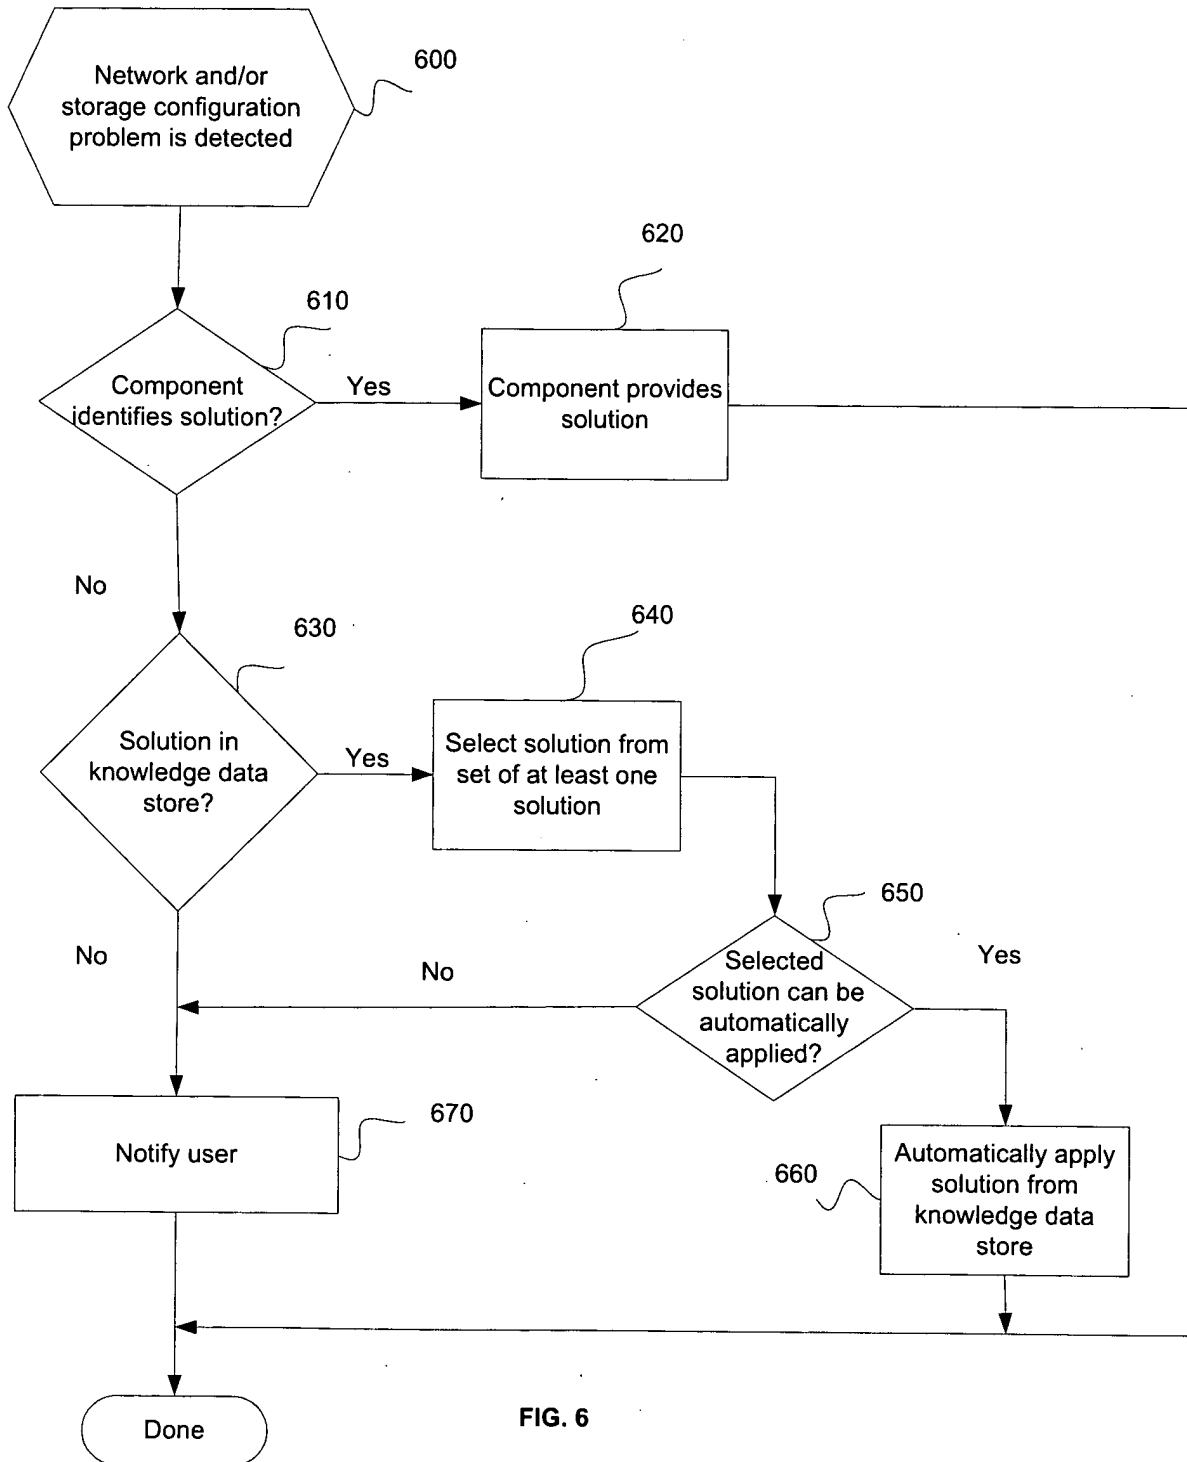 Network and/or
storage configuration
problem is detected
600
620
610
Component
identifies solution?
Yes
Component provides
solution
No
630
640
Solution in
knowledge data
store?
Yes
Select solution from
set of at least one
solution
650
No
No
Selected
solution can be
automatically
applied?
Yes
670
Notify user
660
Automatically apply
solution from
knowledge data
store
Done
FIG. 6